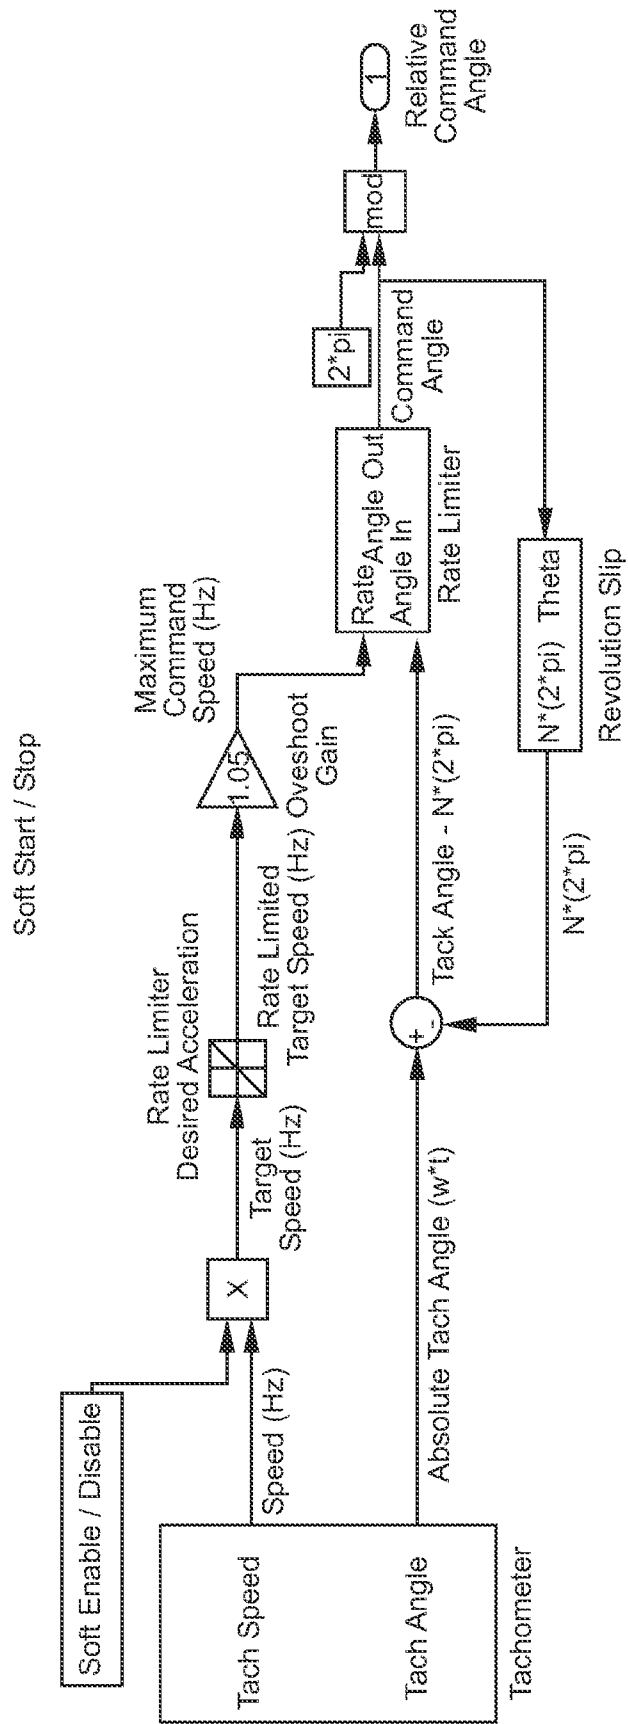 Soft Start / Stop
Soft Enable / Disable
Tach Speed
Tach Angle
Tachometer
Speed (Hz)
Absolute Tach Angle (w*t)
X
Target
Speed (Hz)
Rate Limiter
Desired Acceleration
Rate Limited
Target Speed (Hz)
1.05
Oveshoot
Gain
Maximum
Command
Speed (Hz)
+
-
Tack Angle - N*(2*pi)
N*(2*pi)
Rate
Angle Out
Angle In
Rate Limiter
N*(2*pi) Theta
Revolution Slip
2*pi
Command
Angle
mod
1
Relative
Command
Angle